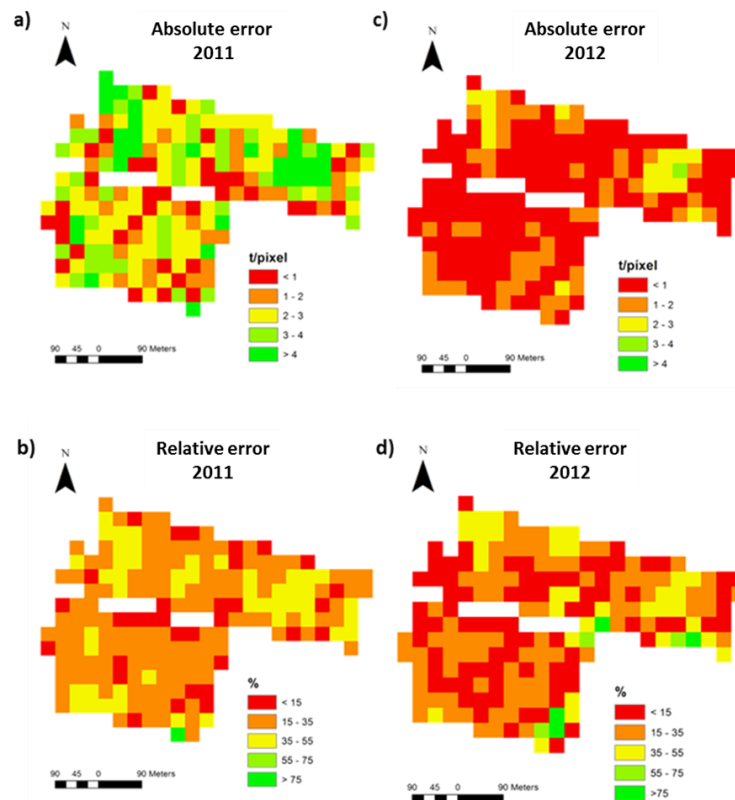 a)
N
Absolute error
2011
t/pixel
< 1
1 - 2
2 - 3
3 - 4
> 4
90 45 0 90 Meters
c)
N
Absolute error
2012
t/pixel
< 1
1 - 2
2 - 3
3 - 4
> 4
90 45 0 90 Meters
b)
N
Relative error
2011
%
< 15
15 - 35
35 - 55
55 - 75
> 75
90 45 0 90 Meters
d)
N
Relative error
2012
%
< 15
15 - 35
35 - 55
55 - 75
>75
90 45 0 90 Meters